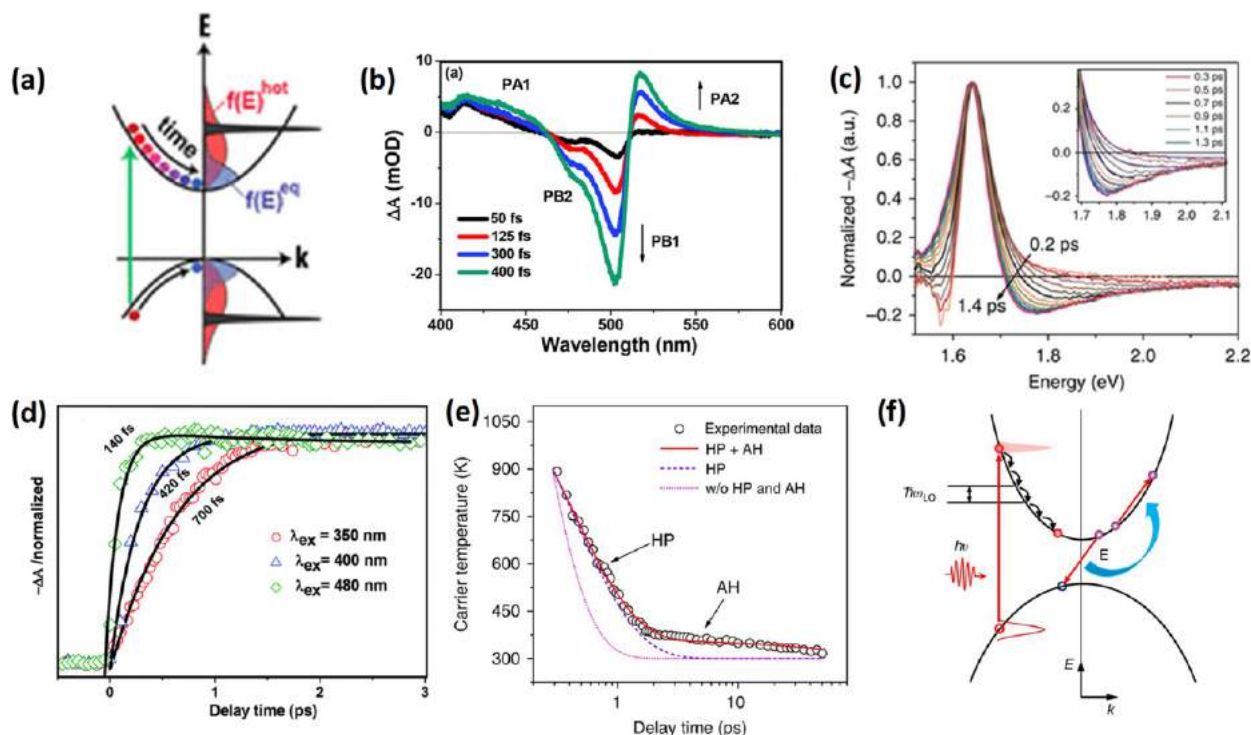 (a)
E
f(E)hot
time
f(E)eq
k
(b)
(a)
PA1
PA2
PB2
PB1
50 fs
125 fs
300 fs
400 fs
10
0
-10
-20
ΔA (mOD)
400 450 500 550 600
Wavelength (nm)
(c)
0.3 ps
0.5 ps
0.7 ps
0.9 ps
1.1 ps
1.3 ps
0.2
0.0
-0.2
1.7 1.8 1.9 2.0 2.1
1.0
0.8
0.6
0.4
0.2
0.0
–0.2
Normalized –ΔA (a.u.)
0.2 ps
1.4 ps
1.6 1.8 2.0 2.2
Energy (eV)
(d)
140 fs
420 fs
700 fs
λex = 350 nm
λex = 400 nm
λex = 480 nm
–ΔA /normalized
0 1 2 3
Delay time (ps)
(e)
1050
900
750
600
450
300
Carrier temperature (K)
Experimental data
HP + AH
HP
w/o HP and AH
HP
AH
1 10
Delay time (ps)
(f)
ħωLO
hυ
E
E
k